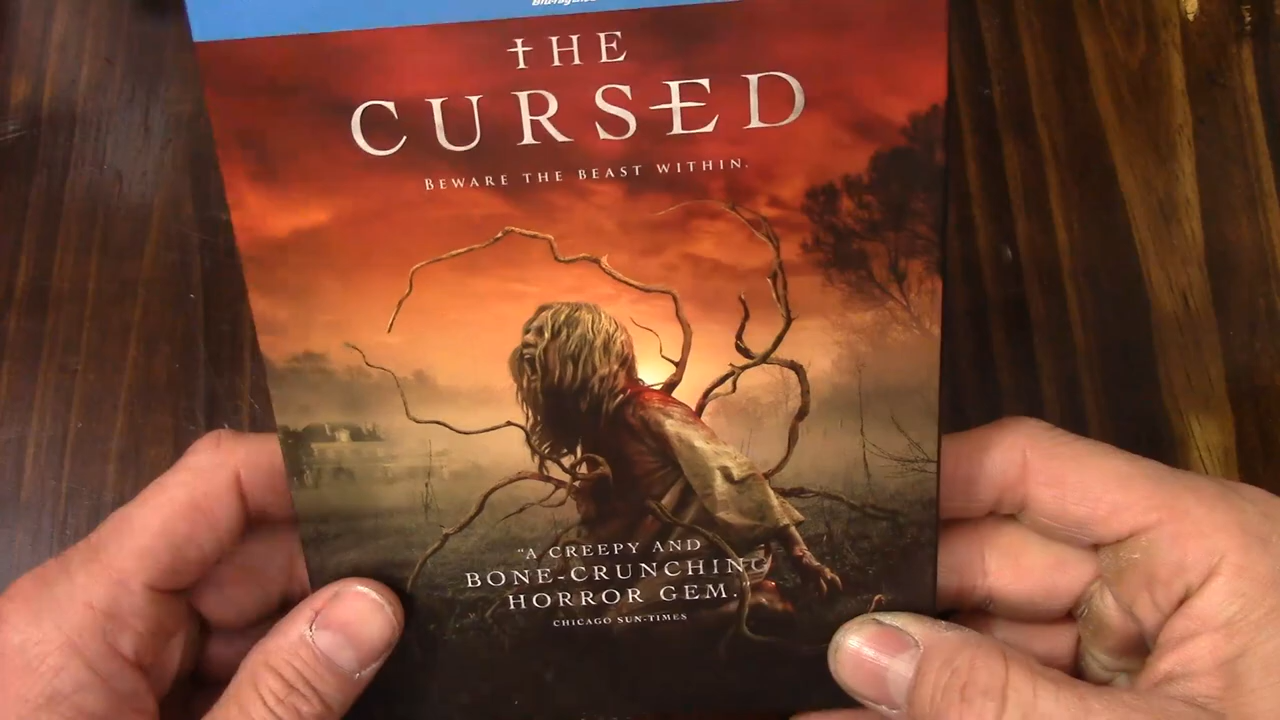 THE
CURSED
BEWARE THE BEAST WITHIN.
"A CREEPY AND
BONE-CRUNCHING
HORROR GEM.
CHICAGO SUN-TIMES